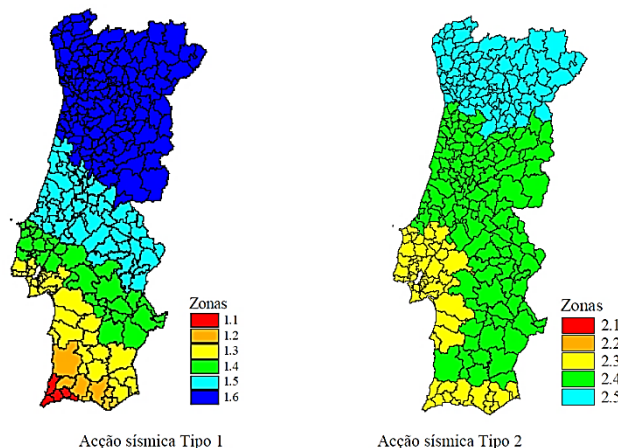 Zonas
1.1
1.2
1.3
1.4
1.5
1.6
Acção sísmica Tipo 1
Zonas
2.1
2.2
2.3
2.4
2.5
Acção sísmica Tipo 2